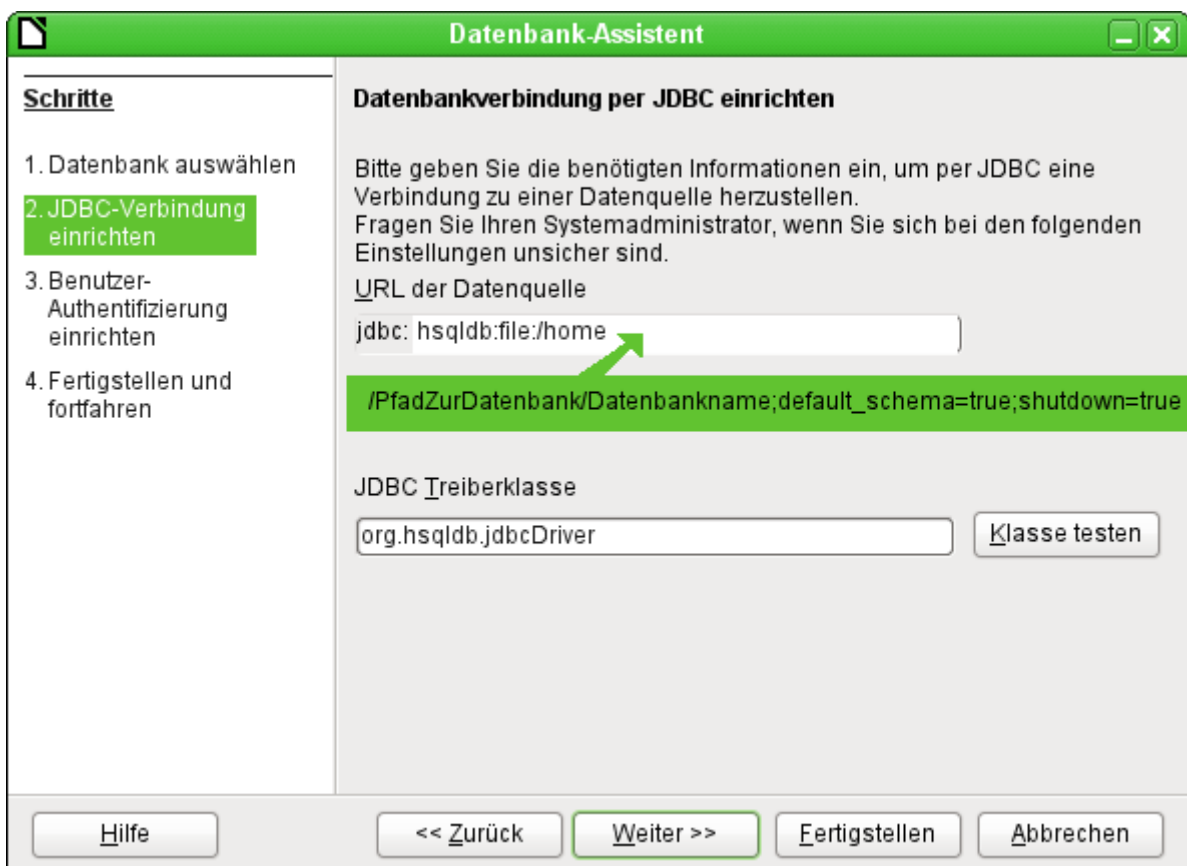 Datenbank-Assistent
Schritte
1. Datenbank auswählen
2. JDBC-Verbindung
einrichten
3. Benutzer-
Authentifizierung
einrichten
4. Fertigstellen und
fortfahren
Datenbankverbindung per JDBC einrichten
Bitte geben Sie die benötigten Informationen ein, um per JDBC eine
Verbindung zu einer Datenquelle herzustellen.
Fragen Sie Ihren Systemadministrator, wenn Sie sich bei den folgenden
Einstellungen unsicher sind.
URL der Datenquelle
jdbc: hsqldb:file:/home
/PfadZurDatenbank/Datenbankname;default_schema=true;shutdown=true
JDBC Treiberklasse
org.hsqldb.jdbcDriver
Klasse testen
Hilfe
<< Zurück
Weiter >>
Fertigstellen
Abbrechen